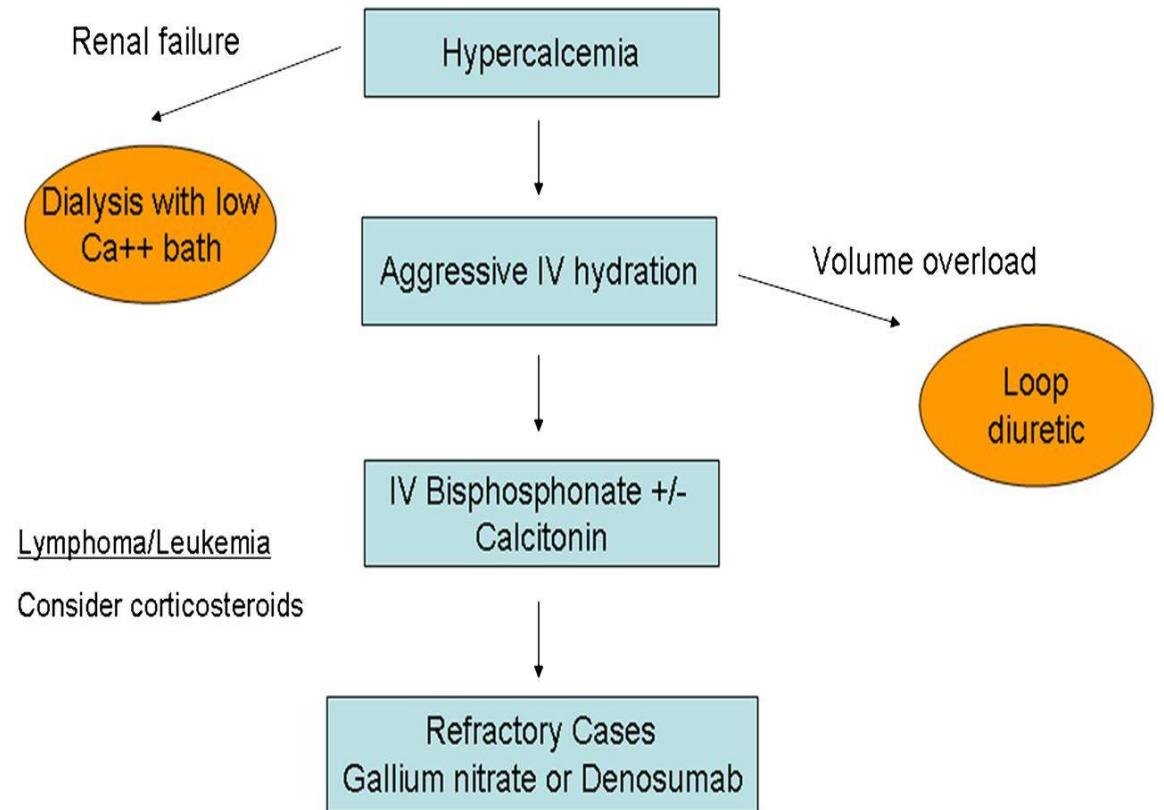 Renal failure
Hypercalcemia
Dialysis with low
Ca++ bath
Aggressive IV hydration
Volume overload
Loop
diuretic
IV Bisphosphonate +/-
Calcitonin
Lymphoma/Leukemia
Consider corticosteroids
Refractory Cases
Gallium nitrate or Denosumab